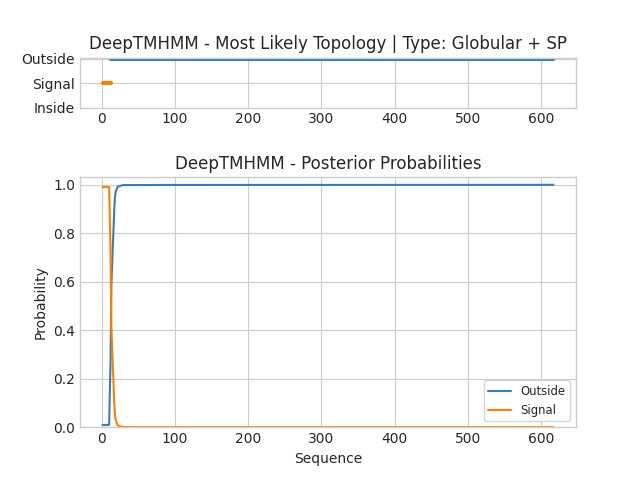 DeepTMHMM - Most Likely Topology | Type: Globular + SP
Outside
Signal
Inside
0 100 200 300 400 500 600
DeepTMHMM - Posterior Probabilities
1.0
0.8
0.6
0.4
0.2
0.0
Probability
Outside
Signal
0 100 200 300 400 500 600
Sequence